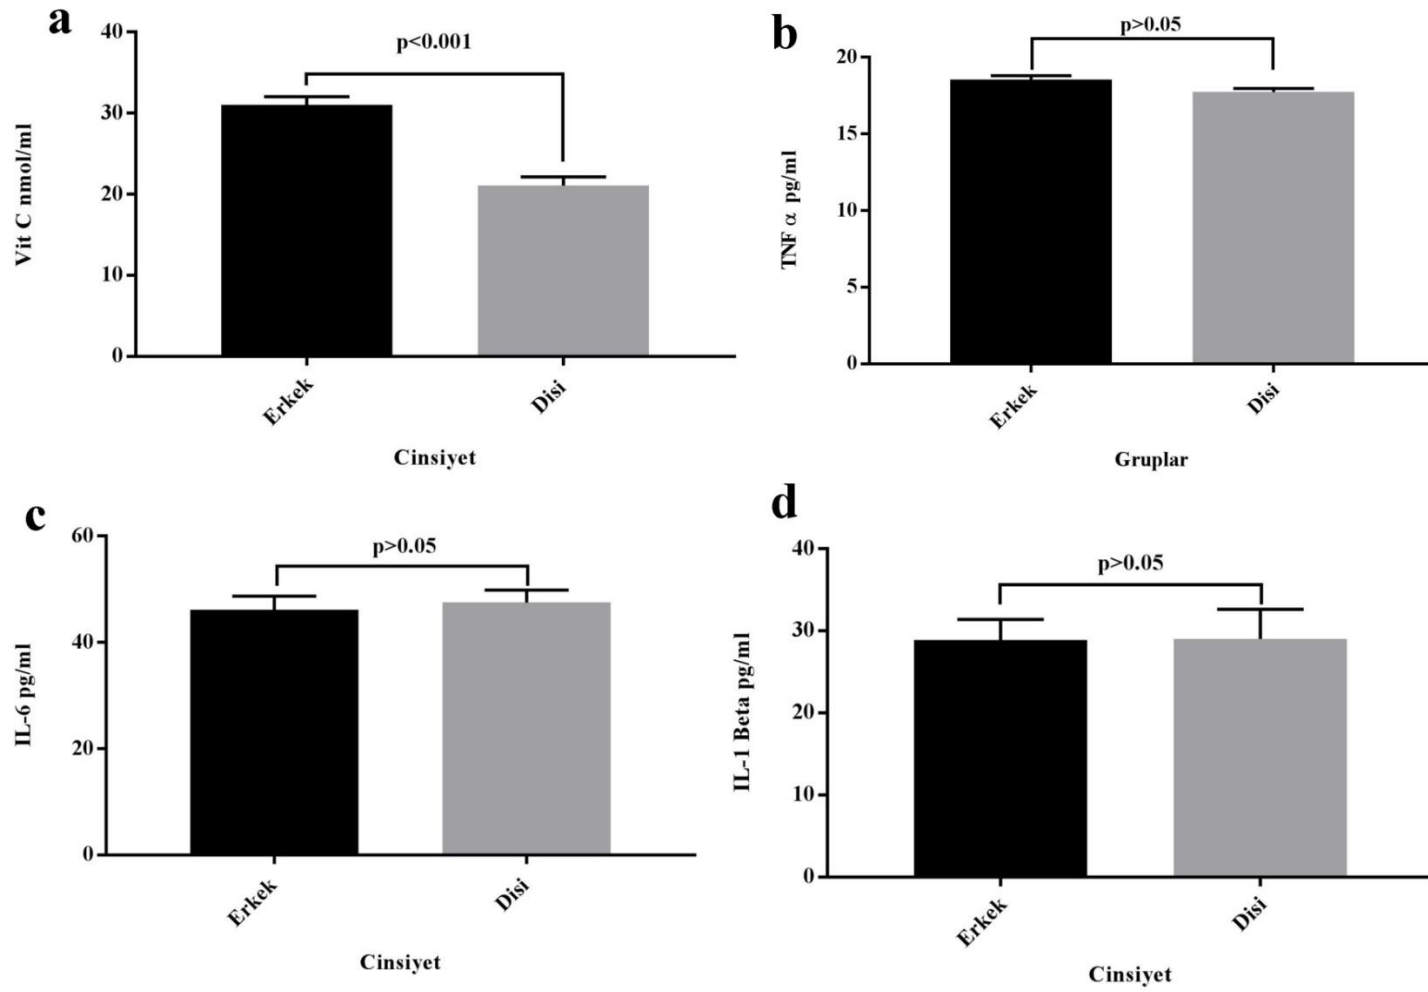 a
p<0.001
Vit C nmol/ml
40
30
20
10
0
Erkek
Disi
Cinsiyet
b
p>0.05
TNF α pg/ml
20
15
10
5
0
Erkek
Disi
Gruplar
c
p>0.05
IL-6 pg/ml
60
40
20
0
Erkek
Disi
Cinsiyet
d
p>0.05
IL-1 Beta pg/ml
40
30
20
10
0
Erkek
Disi
Cinsiyet